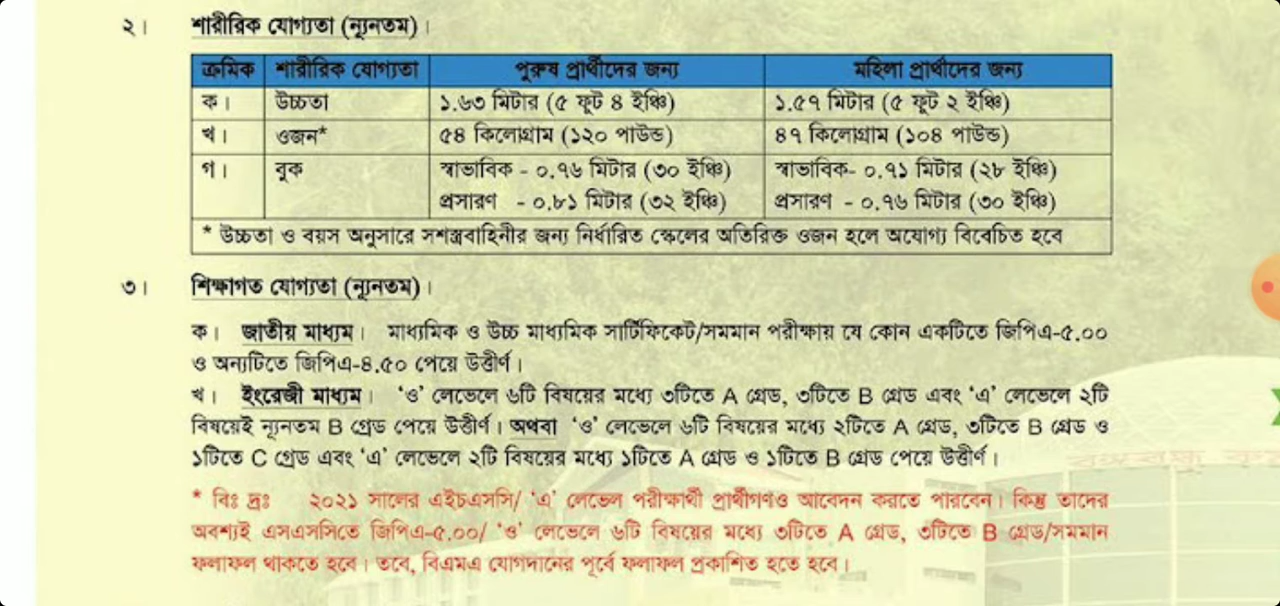 ২। শারীরিক যোগ্যতা (ন্যূনতম)।
ক্রমিক শারীরিক যোগ্যতা পুরুষ প্রার্থীদের জন্য মহিলা প্রার্থীদের জন্য
ক। উচ্চতা ১.৬৩ মিটার (৫ ফুট ৪ ইঞ্চি) ১.৫৭ মিটার (৫ ফুট ২ ইঞ্চি)
খ। ওজন* ৫৪ কিলোগ্রাম (১২০ পাউন্ড) ৪৭ কিলোগ্রাম (১০৪ পাউন্ড)
গ। বুক স্বাভাবিক - ০.৭৬ মিটার (৩০ ইঞ্চি) স্বাভাবিক- ০.৭১ মিটার (২৮ ইঞ্চি)
প্রসারণ - ০.৮১ মিটার (৩২ ইঞ্চি) প্রসারণ - ০.৭৬ মিটার (৩০ ইঞ্চি)
* উচ্চতা ও বয়স অনুসারে সশস্ত্রবাহিনীর জন্য নির্ধারিত স্কেলের অতিরিক্ত ওজন হলে অযোগ্য বিবেচিত হবে
৩। শিক্ষাগত যোগ্যতা (ন্যূনতম)।
ক। জাতীয় মাধ্যম। মাধ্যমিক ও উচ্চ মাধ্যমিক সার্টিফিকেট/সমমান পরীক্ষায় যে কোন একটিতে জিপিএ-৫.০০
ও অন্যটিতে জিপিএ-৪.৫০ পেয়ে উত্তীর্ণ।
খ। ইংরেজী মাধ্যম। ‘ও’ লেভেলে ৬টি বিষয়ের মধ্যে ৩টিতে A গ্রেড, ৩টিতে B গ্রেড এবং ‘এ’ লেভেলে ২টি
বিষয়েই ন্যূনতম B গ্রেড পেয়ে উত্তীর্ণ। অথবা ‘ও’ লেভেলে ৬টি বিষয়ের মধ্যে ২টিতে A গ্রেড, ৩টিতে B গ্রেড ও
১টিতে C গ্রেড এবং ‘এ’ লেভেলে ২টি বিষয়ের মধ্যে ১টিতে A গ্রেড ও ১টিতে B গ্রেড পেয়ে উত্তীর্ণ।
* বিঃ দ্রঃ ২০২১ সালের এইচএসসি/ ‘এ’ লেভেল পরীক্ষার্থী প্রার্থীগণও আবেদন করতে পারবেন। কিন্তু তাদের
অবশ্যই এসএসসিতে জিপিএ-৫.০০/ ‘ও’ লেভেলে ৬টি বিষয়ের মধ্যে ৩টিতে A গ্রেড, ৩টিতে B গ্রেড/সমমান
ফলাফল থাকতে হবে। তবে, বিএমএ যোগদানের পূর্বে ফলাফল প্রকাশিত হতে হবে।